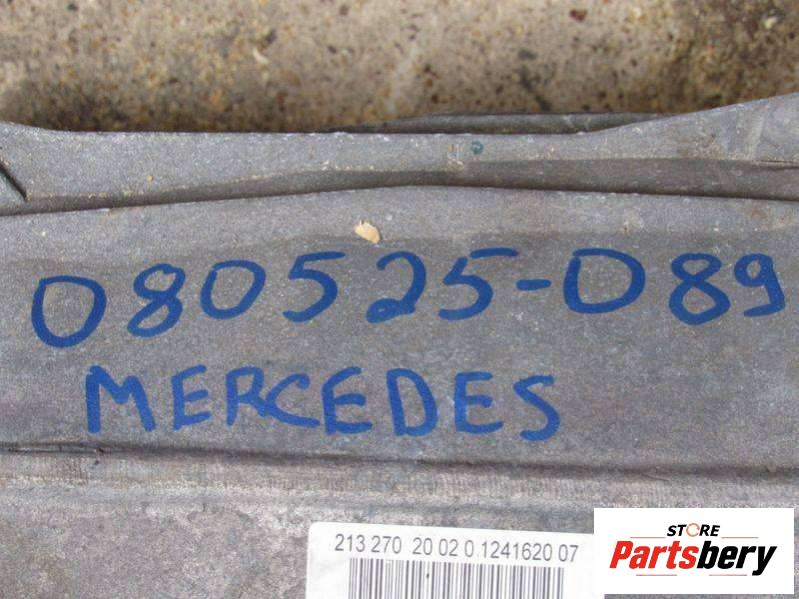 080525-D89
MERCEDES
213 270 20 02 0.1241620 07
STORE
Partsbery